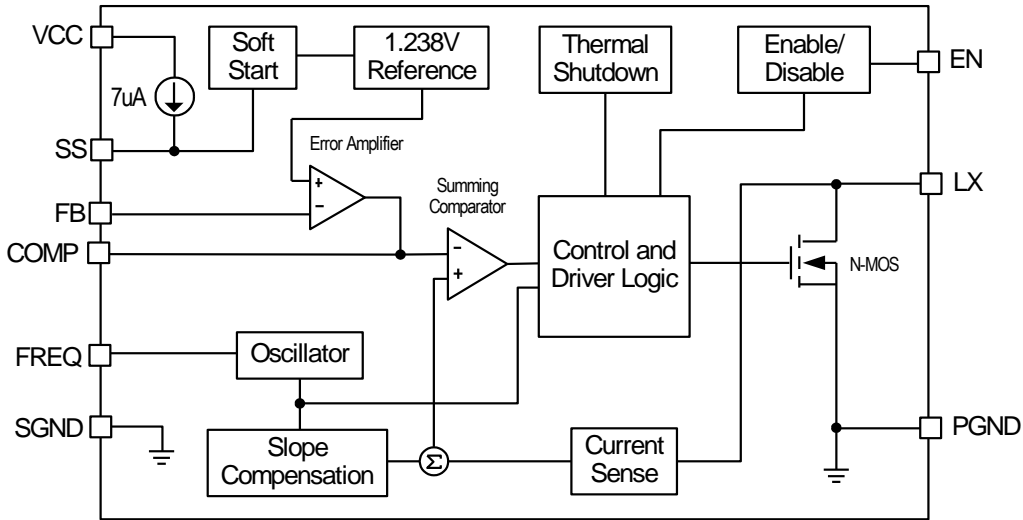 VCC
Soft
Start
1.238V
Reference
Thermal
Shutdown
Enable/
Disable
EN
7uA
SS
Error Amplifier
+
−
FB
Summing
Comparator
LX
COMP
−
+
Control and
Driver Logic
N-MOS
FREQ
Oscillator
SGND
Slope
Compensation
Σ
Current
Sense
PGND